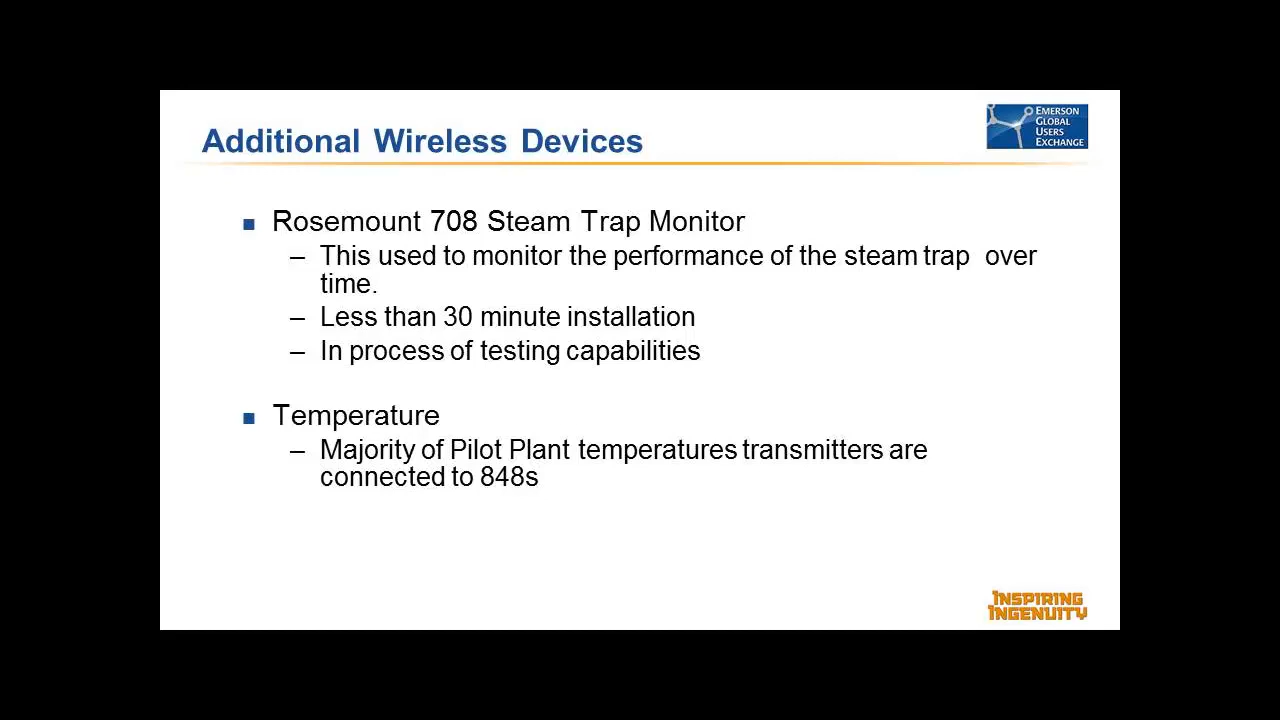 Additional Wireless Devices
EMERSON
GLOBAL
USERS
EXCHANGE
Rosemount 708 Steam Trap Monitor
– This used to monitor the performance of the steam trap over
time.
– Less than 30 minute installation
– In process of testing capabilities
Temperature
– Majority of Pilot Plant temperatures transmitters are
connected to 848s
INSPIRING
INGENUITY